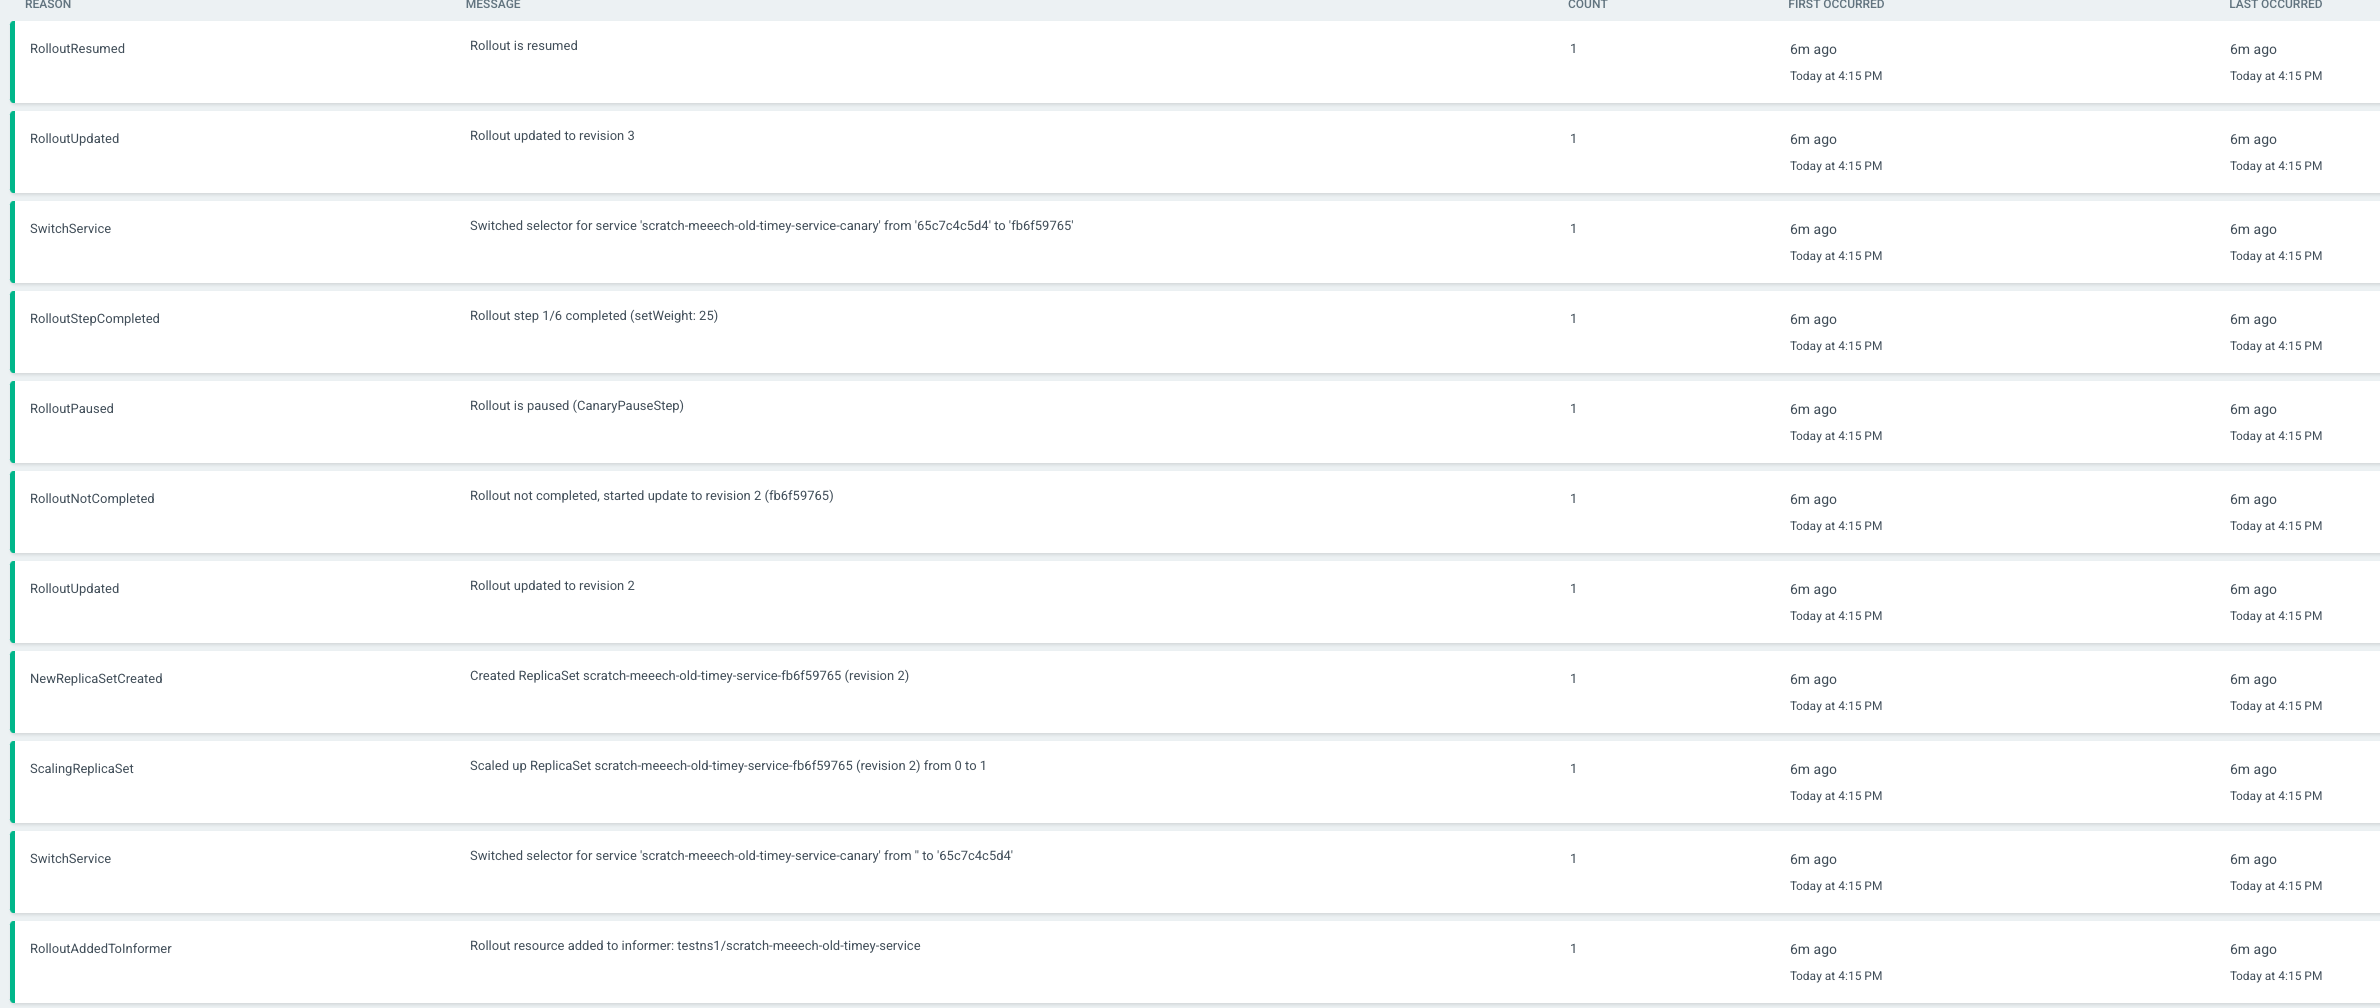 REASON MESSAGE COUNT FIRST OCCURRED LAST OCCURRED
RolloutResumed Rollout is resumed 1 6m ago 6m ago
Today at 4:15 PM Today at 4:15 PM
RolloutUpdated Rollout updated to revision 3 1 6m ago 6m ago
Today at 4:15 PM Today at 4:15 PM
SwitchService Switched selector for service 'scratch-meeech-old-timey-service-canary' from '65c7c4c5d4' to 'fb6f59765' 1 6m ago 6m ago
Today at 4:15 PM Today at 4:15 PM
RolloutStepCompleted Rollout step 1/6 completed (setWeight: 25) 1 6m ago 6m ago
Today at 4:15 PM Today at 4:15 PM
RolloutPaused Rollout is paused (CanaryPauseStep) 1 6m ago 6m ago
Today at 4:15 PM Today at 4:15 PM
RolloutNotCompleted Rollout not completed, started update to revision 2 (fb6f59765) 1 6m ago 6m ago
Today at 4:15 PM Today at 4:15 PM
RolloutUpdated Rollout updated to revision 2 1 6m ago 6m ago
Today at 4:15 PM Today at 4:15 PM
NewReplicaSetCreated Created ReplicaSet scratch-meeech-old-timey-service-fb6f59765 (revision 2) 1 6m ago 6m ago
Today at 4:15 PM Today at 4:15 PM
ScalingReplicaSet Scaled up ReplicaSet scratch-meeech-old-timey-service-fb6f59765 (revision 2) from 0 to 1 1 6m ago 6m ago
Today at 4:15 PM Today at 4:15 PM
SwitchService Switched selector for service 'scratch-meeech-old-timey-service-canary' from '' to '65c7c4c5d4' 1 6m ago 6m ago
Today at 4:15 PM Today at 4:15 PM
RolloutAddedToInformer Rollout resource added to informer: testns1/scratch-meeech-old-timey-service 1 6m ago 6m ago
Today at 4:15 PM Today at 4:15 PM